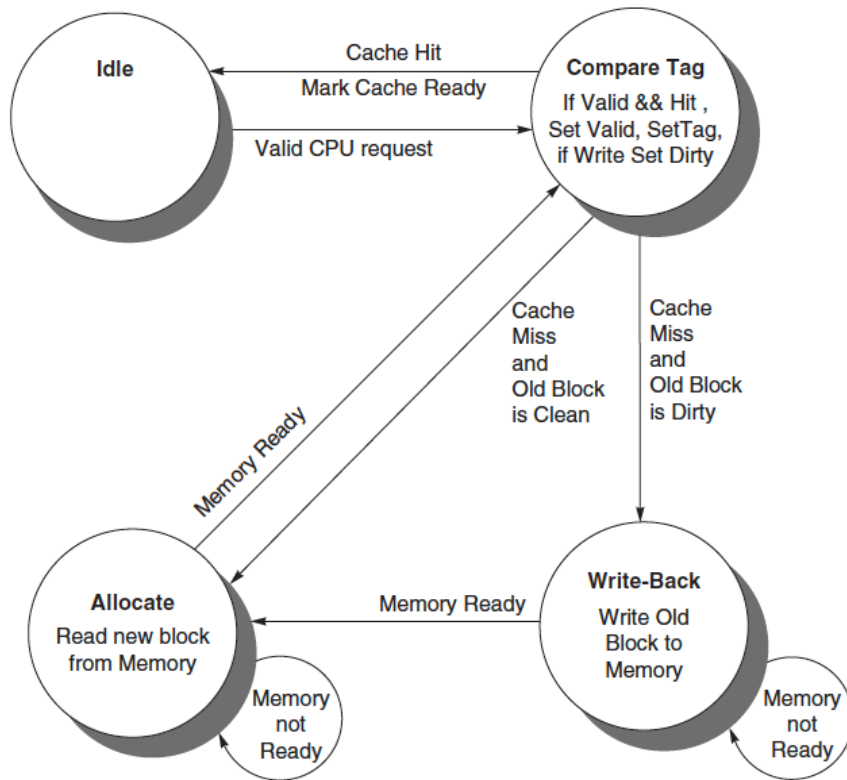 Idle
Cache Hit
Mark Cache Ready
Valid CPU request
Compare Tag
If Valid && Hit ,
Set Valid, SetTag,
if Write Set Dirty
Cache
Miss
and
Old Block
is Clean
Cache
Miss
and
Old Block
is Dirty
Memory Ready
Allocate
Read new block
from Memory
Memory
not
Ready
Memory Ready
Write-Back
Write Old
Block to
Memory
Memory
not
Ready